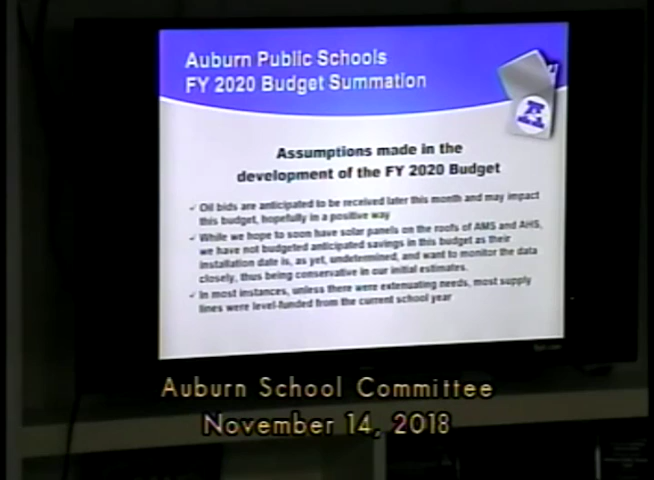 Auburn Public Schools
FY 2020 Budget Summation
Assumptions made in the
development of the FY 2020 Budget
✓ Oil bids are anticipated to be received later this month and may impact
this budget, hopefully in a positive way
✓ While we hope to soon have solar panels on the roofs of AMS and AHS,
we have not budgeted anticipated savings in this budget as their
installation date is, as yet, undetermined, and want to monitor the data
closely, thus being conservative in our initial estimates.
✓ In most instances, unless there were extenuating needs, most supply
lines were level-funded from the current school year
Auburn School Committee
November 14, 2018